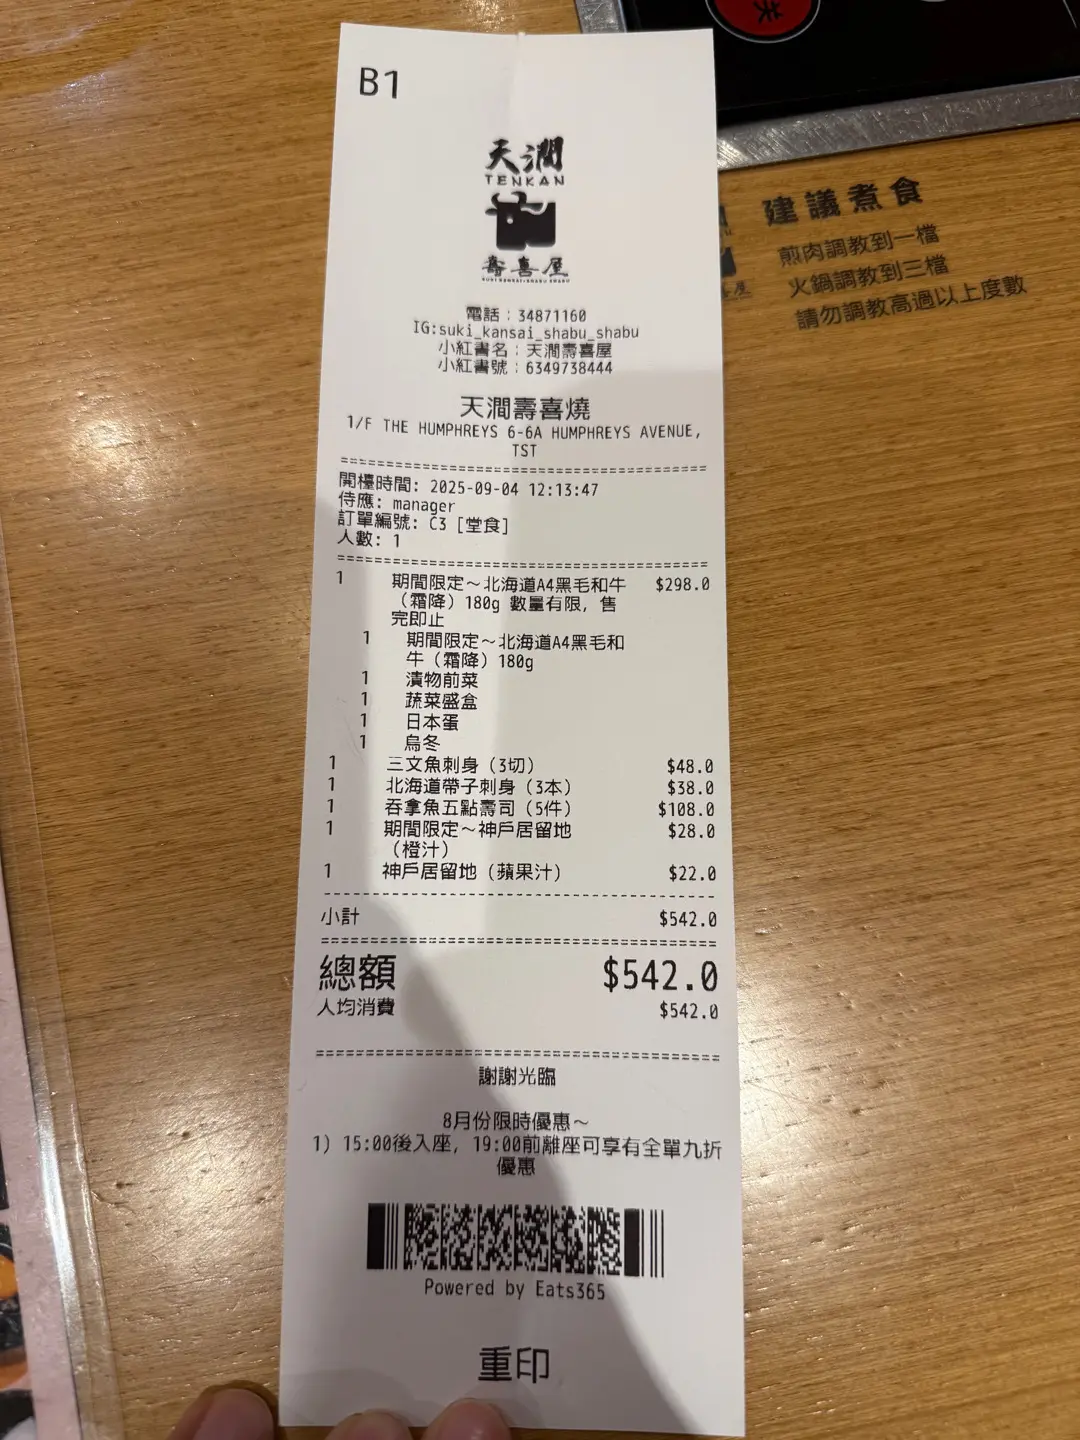 B1
天澗
TENKAN
壽喜屋
電話：34871160
IG:suki_kansai_shabu_shabu
小紅書名：天澗壽喜屋
小紅書號：6349738444
天澗壽喜燒
1/F THE HUMPHREYS 6-6A HUMPHREYS AVENUE,
TST
開檯時間: 2025-09-04 12:13:47
侍應: manager
訂單編號: C3 [堂食]
人數: 1
1 期間限定～北海道A4黑毛和牛 $298.0
（霜降）180g 數量有限, 售
完即止
1 期間限定～北海道A4黑毛和
牛（霜降）180g
1 漬物前菜
1 蔬菜盛盒
1 日本蛋
1 烏冬
1 三文魚刺身（3切） $48.0
1 北海道帶子刺身（3本） $38.0
1 吞拿魚五點壽司（5件） $108.0
1 期間限定～神戶居留地 $28.0
（橙汁）
1 神戶居留地（蘋果汁） $22.0
小計 $542.0
總額 $542.0
人均消費 $542.0
謝謝光臨
8月份限時優惠～
1) 15:00後入座, 19:00前離座可享有全單九折
優惠
Powered by Eats365
重印
关
建議煮食
煎肉調教到一檔
火鍋調教到三檔
請勿調教高過以上度數